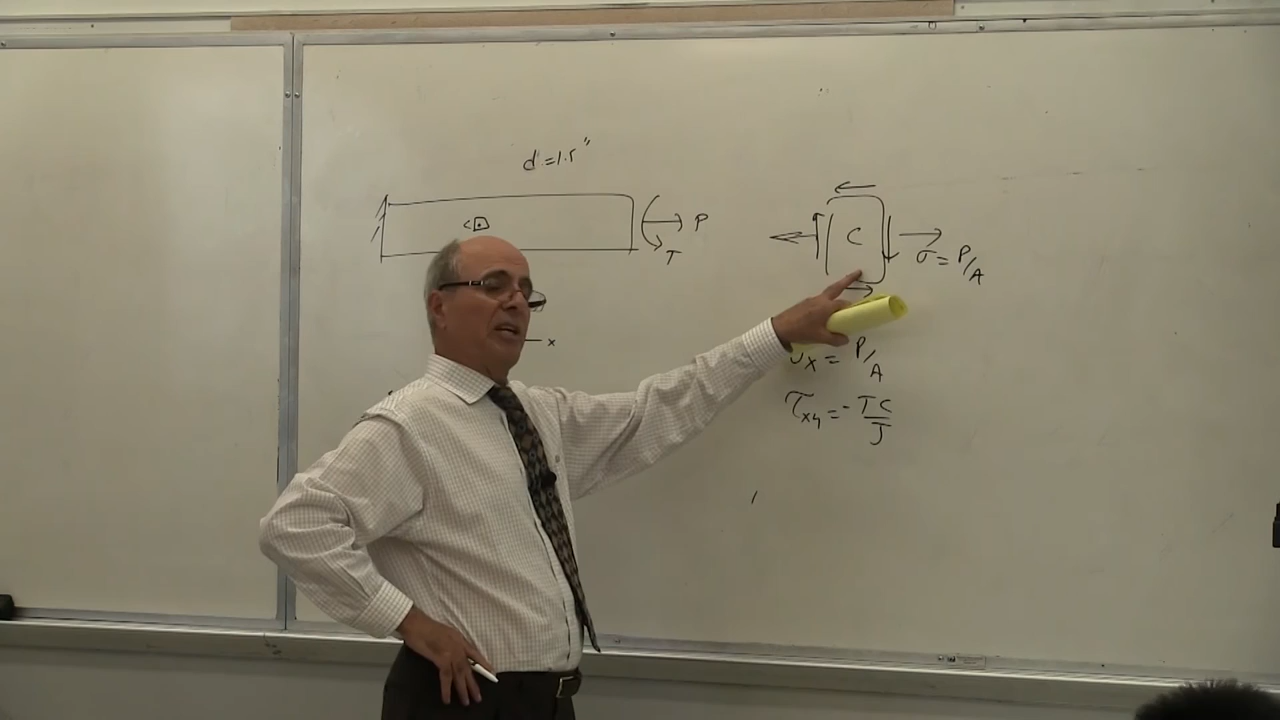 d = 1.5"
C
P
T
C
σ = P/A
x
σx = P/A
τxy = - TC/J